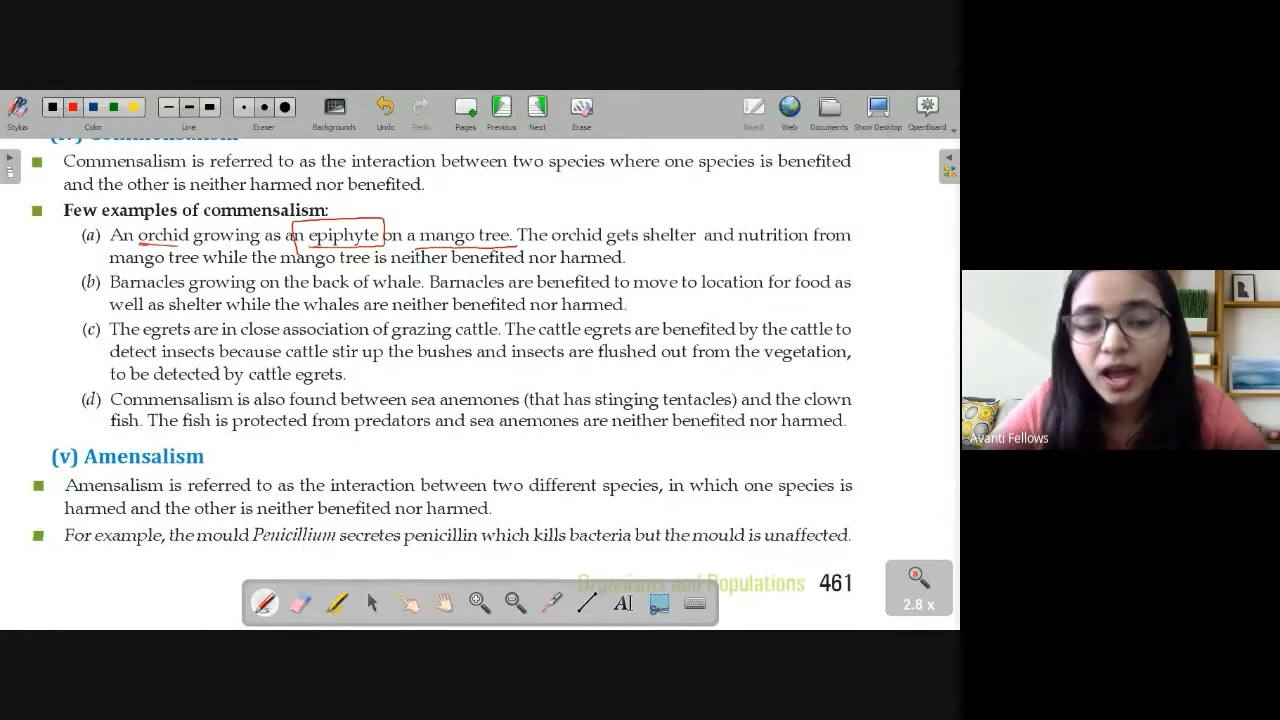 Stylus
Color
Line
Eraser
Backgrounds
Undo
Redo
Pages
Previous
Next
Erase
Board
Web
Documents
Show Desktop
OpenBoard
Commensalism is referred to as the interaction between two species where one species is benefited
and the other is neither harmed nor benefited.
Few examples of commensalism:
(a) An orchid growing as an epiphyte on a mango tree. The orchid gets shelter and nutrition from
mango tree while the mango tree is neither benefited nor harmed.
(b) Barnacles growing on the back of whale. Barnacles are benefited to move to location for food as
well as shelter while the whales are neither benefited nor harmed.
(c) The egrets are in close association of grazing cattle. The cattle egrets are benefited by the cattle to
detect insects because cattle stir up the bushes and insects are flushed out from the vegetation,
to be detected by cattle egrets.
(d) Commensalism is also found between sea anemones (that has stinging tentacles) and the clown
fish. The fish is protected from predators and sea anemones are neither benefited nor harmed.
(v) Amensalism
Amensalism is referred to as the interaction between two different species, in which one species is
harmed and the other is neither benefited nor harmed.
For example, the mould Penicillium secretes penicillin which kills bacteria but the mould is unaffected.
Organisms and Populations 461
2.8 x
AI
Avanti Fellows